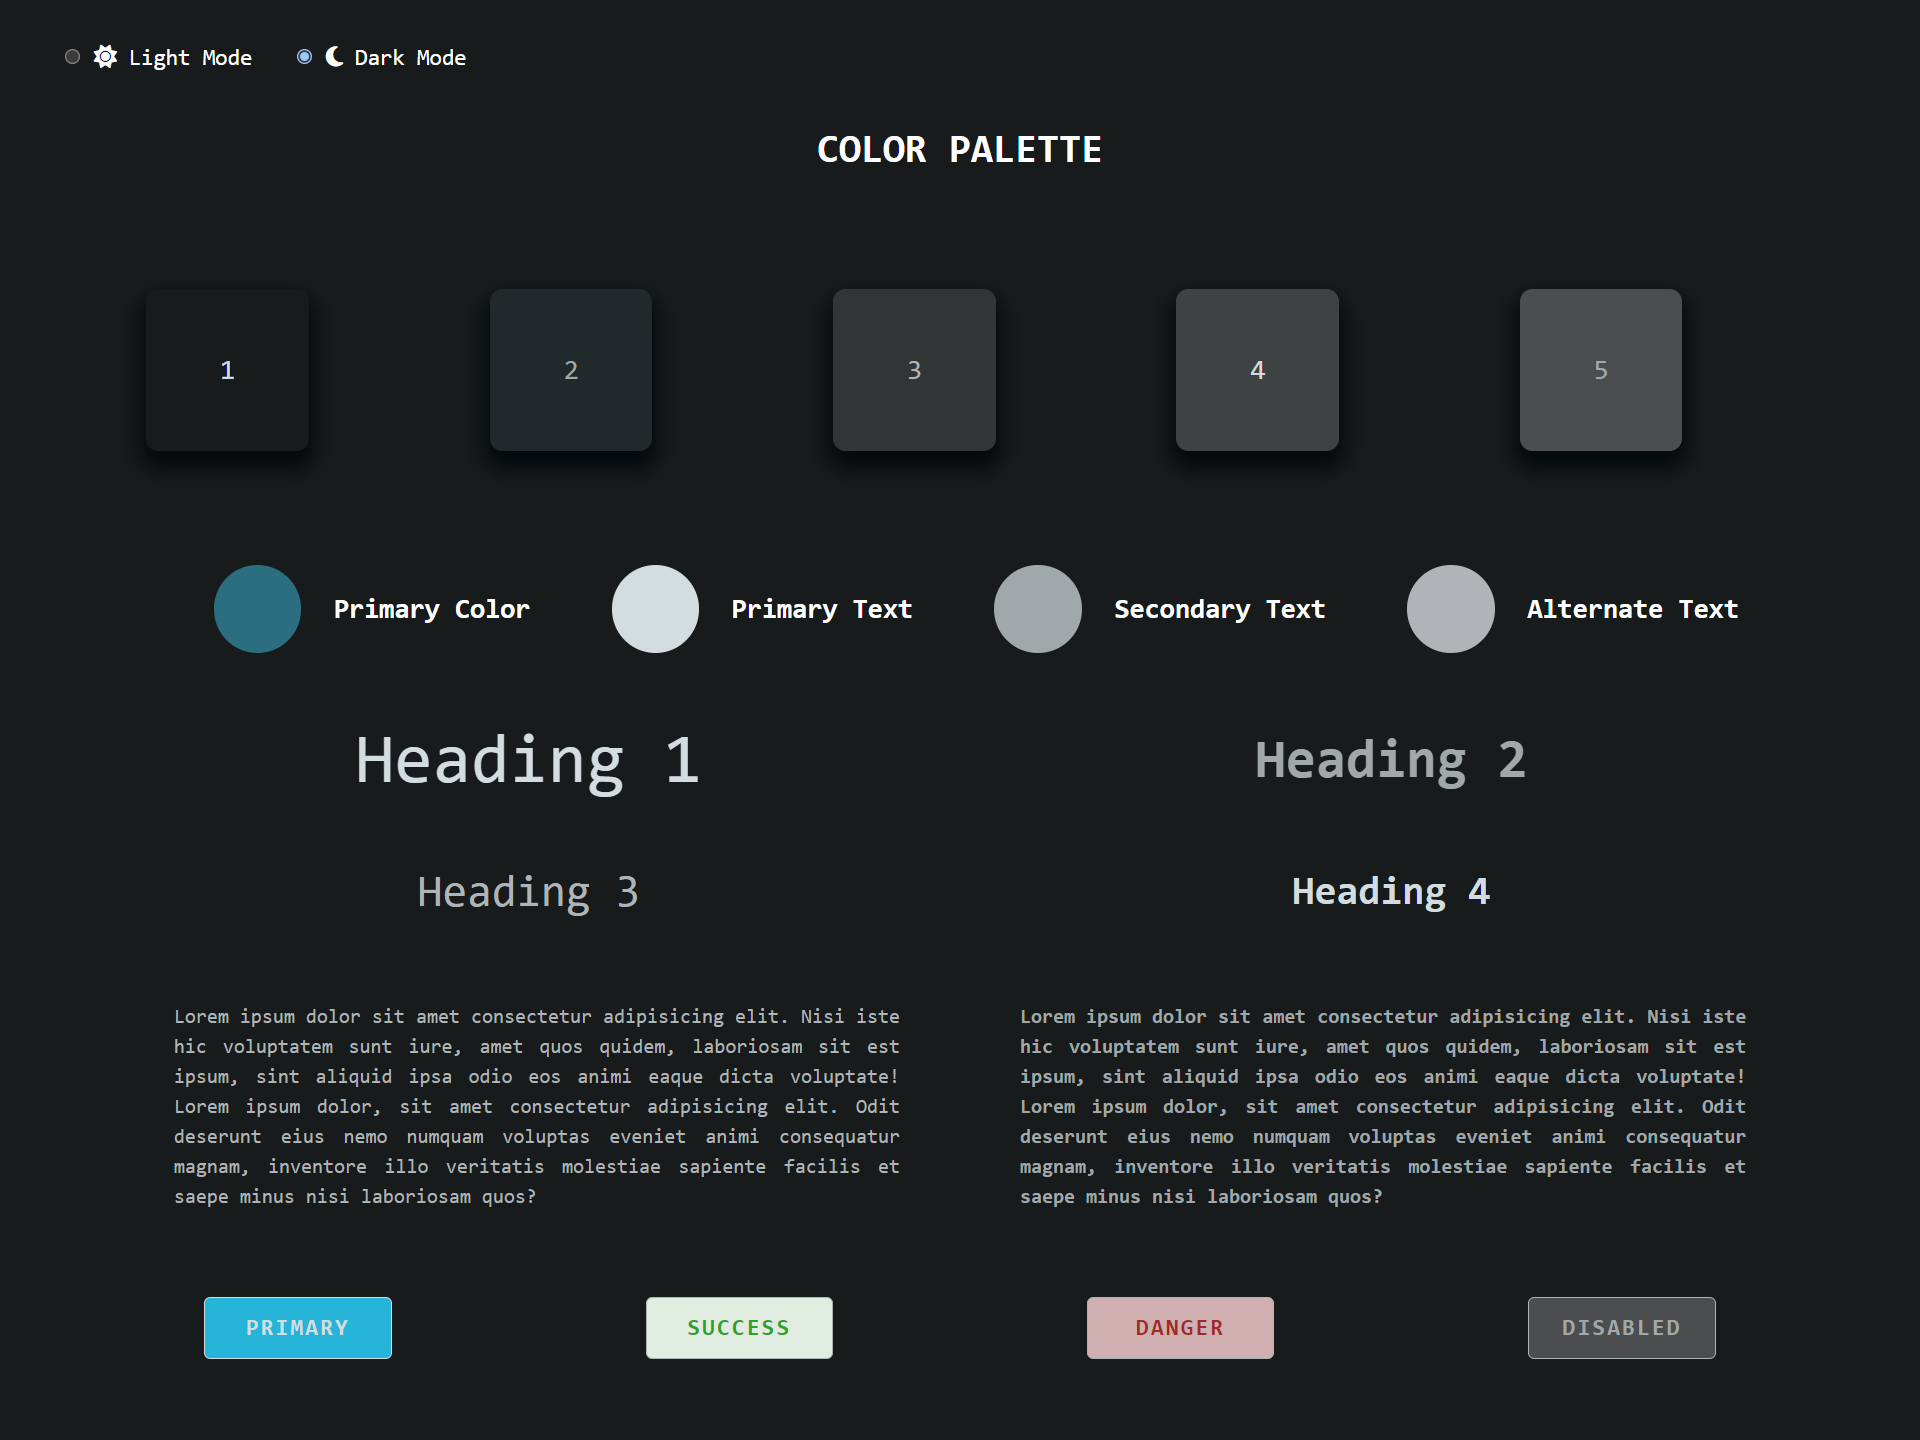 Light Mode Dark Mode
COLOR PALETTE
1 2 3 4 5
Primary Color Primary Text Secondary Text Alternate Text
Heading 1 Heading 2
Heading 3 Heading 4
Lorem ipsum dolor sit amet consectetur adipisicing elit. Nisi iste
hic voluptatem sunt iure, amet quos quidem, laboriosam sit est
ipsum, sint aliquid ipsa odio eos animi eaque dicta voluptate!
Lorem ipsum dolor, sit amet consectetur adipisicing elit. Odit
deserunt eius nemo numquam voluptas eveniet animi consequatur
magnam, inventore illo veritatis molestiae sapiente facilis et
saepe minus nisi laboriosam quos?
Lorem ipsum dolor sit amet consectetur adipisicing elit. Nisi iste
hic voluptatem sunt iure, amet quos quidem, laboriosam sit est
ipsum, sint aliquid ipsa odio eos animi eaque dicta voluptate!
Lorem ipsum dolor, sit amet consectetur adipisicing elit. Odit
deserunt eius nemo numquam voluptas eveniet animi consequatur
magnam, inventore illo veritatis molestiae sapiente facilis et
saepe minus nisi laboriosam quos?
PRIMARY SUCCESS DANGER DISABLED